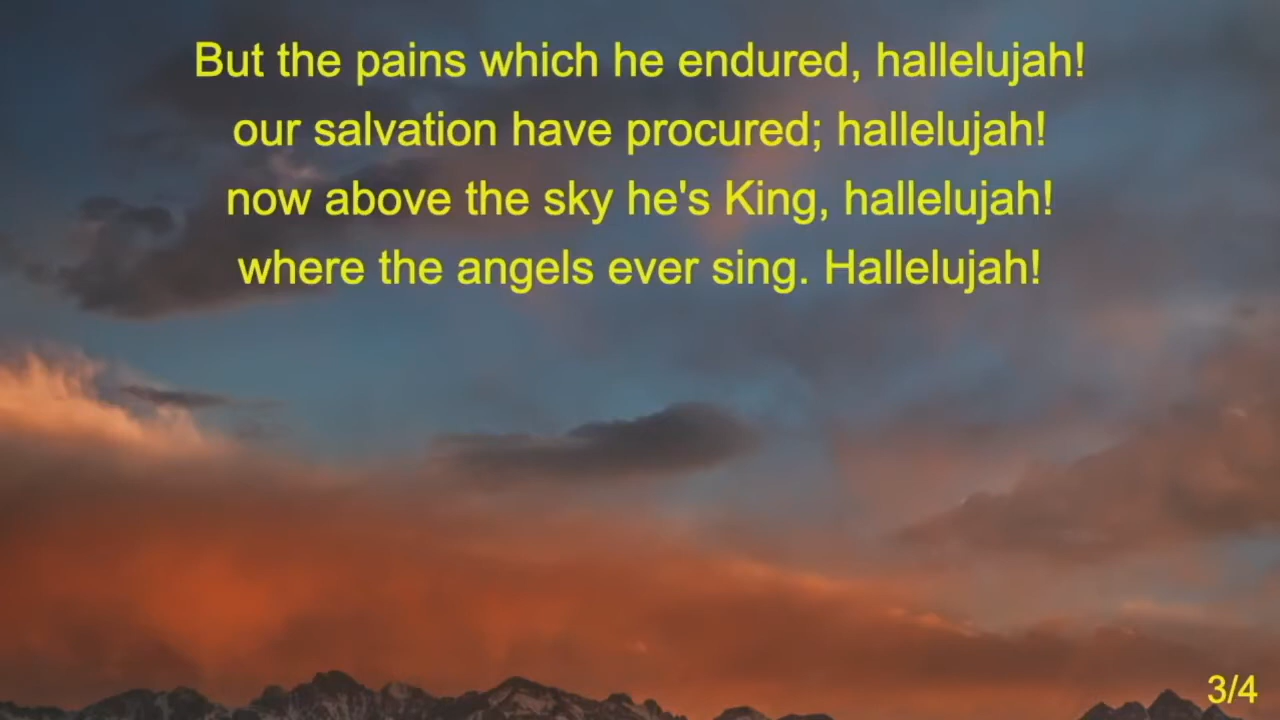 But the pains which he endured, hallelujah!
our salvation have procured; hallelujah!
now above the sky he's King, hallelujah!
where the angels ever sing. Hallelujah!
3/4